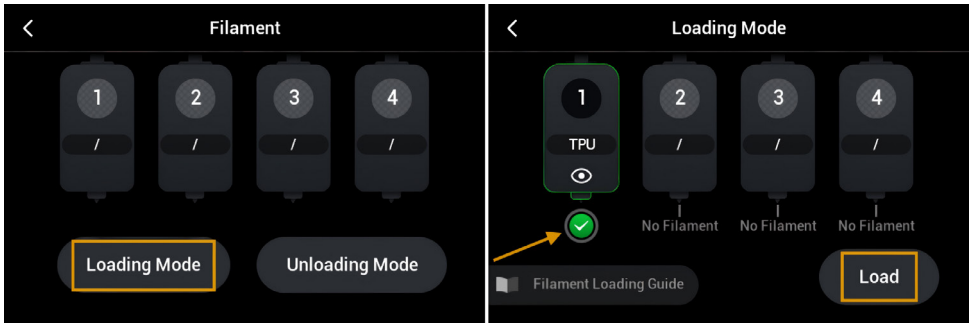 Filament
1 2 3 4
/ / / /
Loading Mode
Unloading Mode
Loading Mode
1 2 3 4
TPU / / /
No Filament No Filament No Filament
Filament Loading Guide
Load